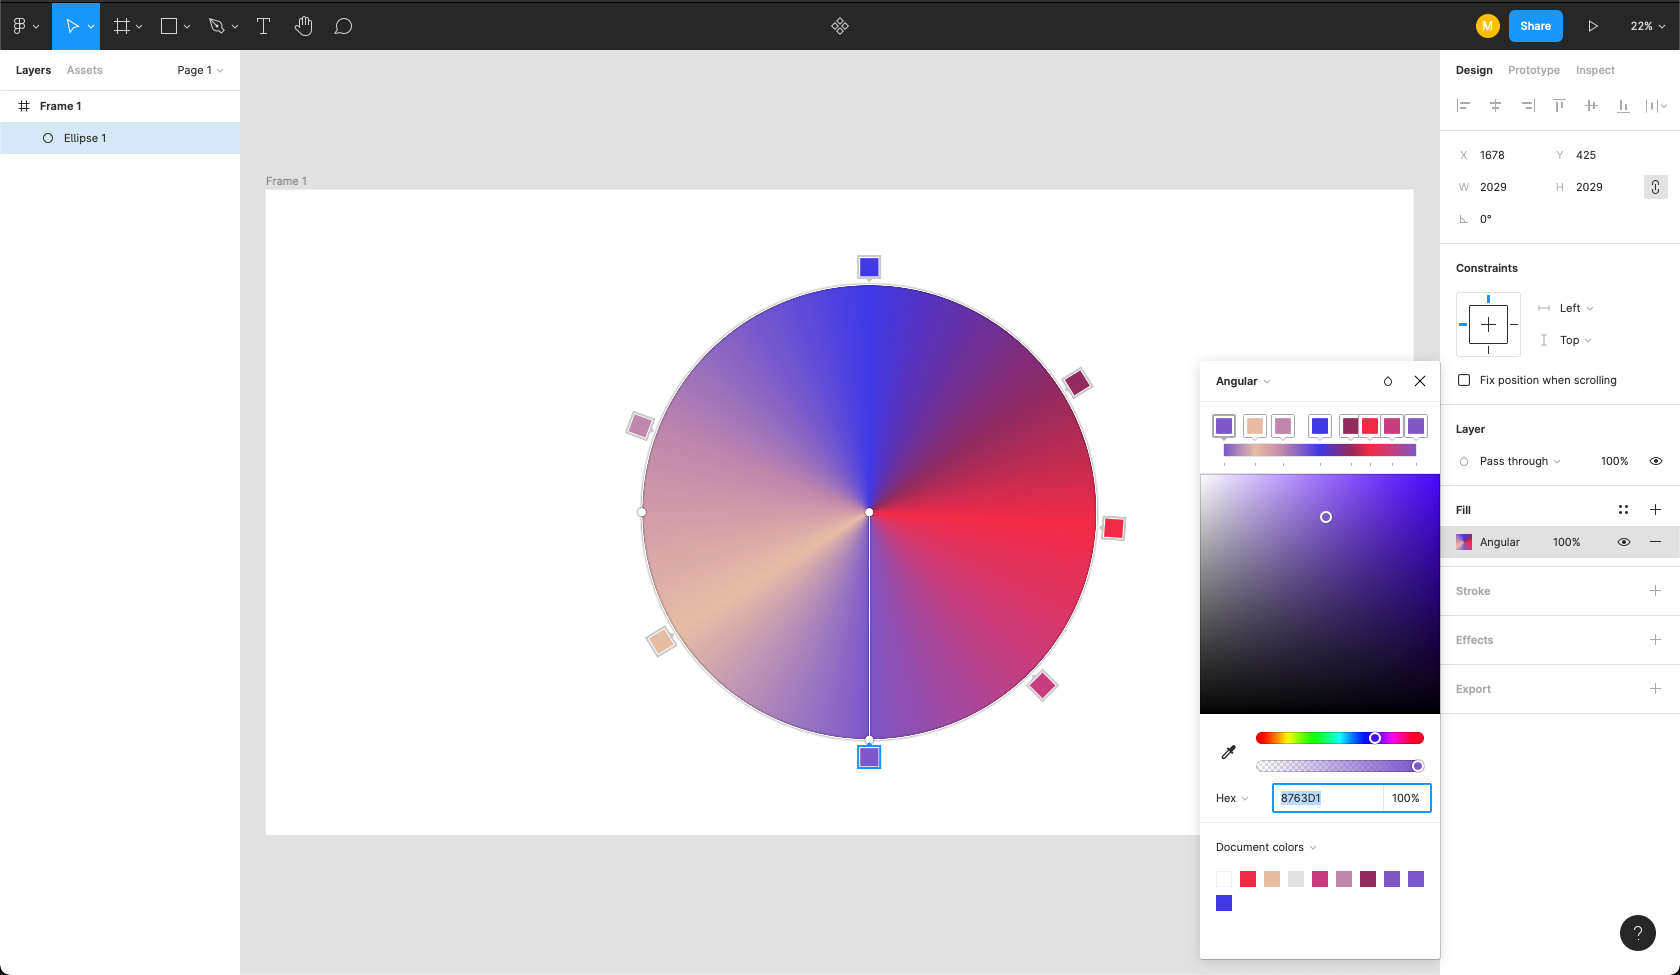 M
Share
22%
Layers
Assets
Page 1
Frame 1
Ellipse 1
Frame 1
Design
Prototype
Inspect
X 1678
Y 425
W 2029
H 2029
0°
Constraints
Left
Top
Fix position when scrolling
Layer
Pass through
100%
Fill
Angular
100%
Stroke
Effects
Export
Angular
Hex
8763D1
100%
Document colors
?